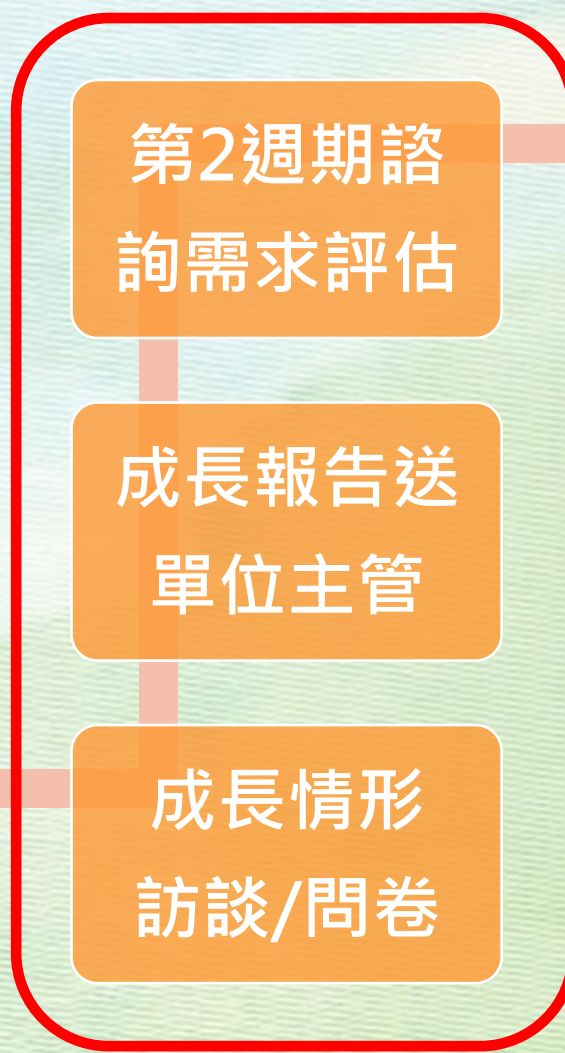 第2週期諮
詢需求評估
成長報告送
單位主管
成長情形
訪談/問卷